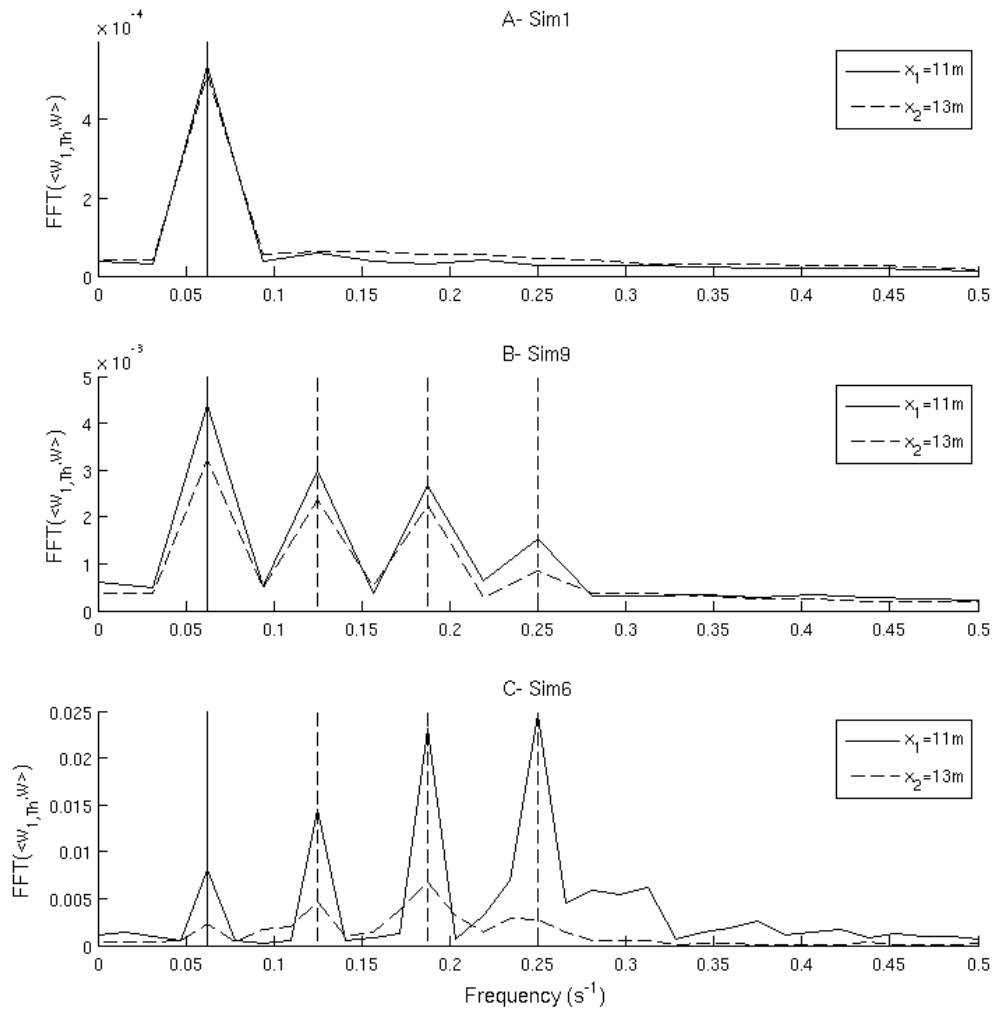 A- Sim1
× 10⁻⁴
FFT(<w₁,Th,w>)
4
2
0
0 0.05 0.1 0.15 0.2 0.25 0.3 0.35 0.4 0.45 0.5
x₁=11m
x₂=13m
B- Sim9
× 10⁻³
FFT(<w₁,Th,w>)
5
4
3
2
1
0
0 0.05 0.1 0.15 0.2 0.25 0.3 0.35 0.4 0.45 0.5
x₁=11m
x₂=13m
C- Sim6
FFT(<w₁,Th,w>)
0.025
0.02
0.015
0.01
0.005
0
0 0.05 0.1 0.15 0.2 0.25 0.3 0.35 0.4 0.45 0.5
x₁=11m
x₂=13m
Frequency (s⁻¹)